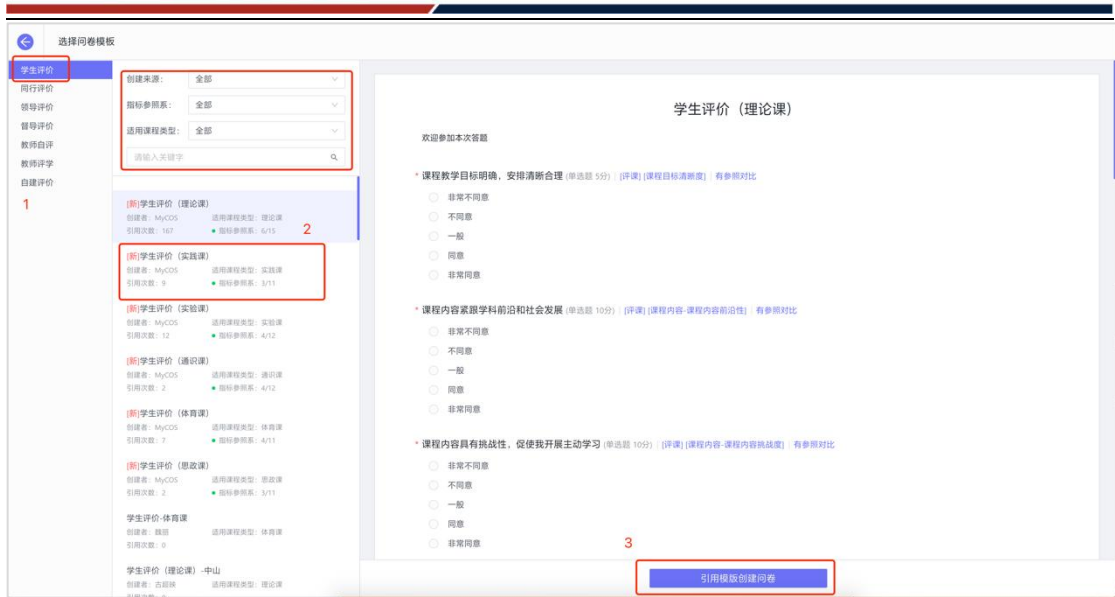 选择问卷模板
学生评价
同行评价
领导评价
督导评价
教师自评
教师评学
自建评价
1
创建来源： 全部
指标参照系： 全部
适用课程类型： 全部
请输入关键字
[新]学生评价（理论课）
创建者：MyCOS 适用课程类型：理论课
引用次数：167 指标参照系：6/15
2
[新]学生评价（实践课）
创建者：MyCOS 适用课程类型：实践课
引用次数：9 指标参照系：3/11
[新]学生评价（实验课）
创建者：MyCOS 适用课程类型：实验课
引用次数：12 指标参照系：4/12
[新]学生评价（通识课）
创建者：MyCOS 适用课程类型：通识课
引用次数：2 指标参照系：4/12
[新]学生评价（体育课）
创建者：MyCOS 适用课程类型：体育课
引用次数：7 指标参照系：4/11
[新]学生评价（思政课）
创建者：MyCOS 适用课程类型：思政课
引用次数：2 指标参照系：3/11
学生评价-体育课
创建者： 适用课程类型：体育课
引用次数：0
学生评价（理论课）-中山
创建者： 适用课程类型：理论课
学生评价（理论课）
欢迎参加本次答题
* 课程教学目标明确，安排清晰合理 (单选题 5分) | [评课] [课程目标清晰度] | 有参照对比
非常不同意
不同意
一般
同意
非常同意
* 课程内容紧跟学科前沿和社会发展 (单选题 10分) | [评课] [课程内容-课程内容前沿性] | 有参照对比
非常不同意
不同意
一般
同意
非常同意
* 课程内容具有挑战性，促使我开展主动学习 (单选题 10分) | [评课] [课程内容-课程内容挑战度] | 有参照对比
非常不同意
不同意
一般
同意
非常同意
3
引用模版创建问卷